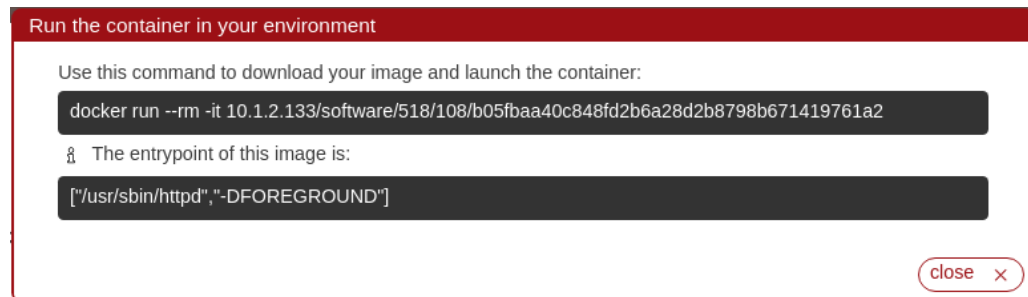 Run the container in your environment
Use this command to download your image and launch the container:
docker run --rm -it 10.1.2.133/software/518/108/b05fbaa40c848fd2b6a28d2b8798b671419761a2
The entrypoint of this image is:
["/usr/sbin/httpd","-DFOREGROUND"]
close ×